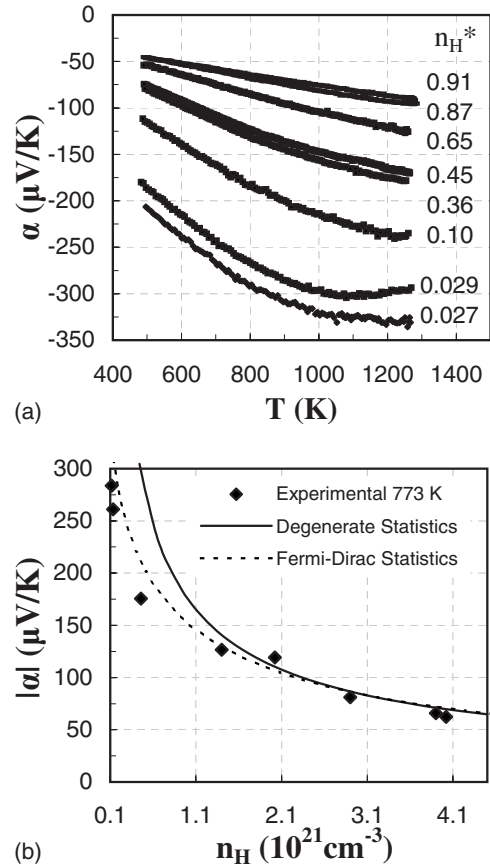 0
-50
-100
-150
-200
-250
-300
-350
α (μV/K)
n_H*
0.91
0.87
0.65
0.45
0.36
0.10
0.029
0.027
400 600 800 1000 1200 1400
(a)
T (K)
300
250
200
150
100
50
0
|α| (μV/K)
Experimental 773 K
Degenerate Statistics
Fermi-Dirac Statistics
0.1 1.1 2.1 3.1 4.1
(b)
n_H (10^21cm^-3)